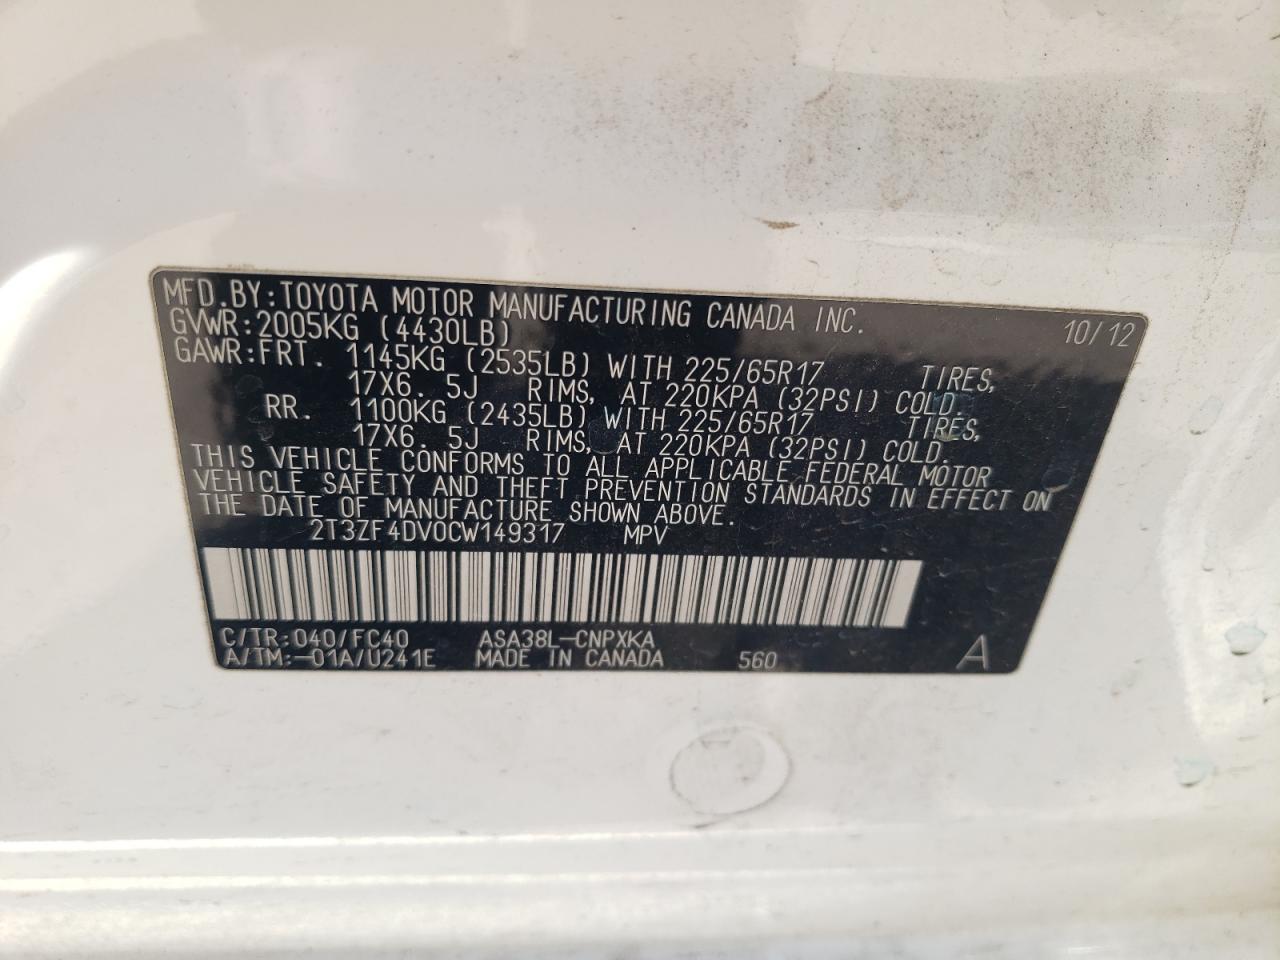 MFD.BY:TOYOTA MOTOR MANUFACTURING CANADA INC. 10/12
GVWR:2005KG (4430LB)
GAWR:FRT. 1145KG (2535LB) WITH 225/65R17 TIRES,
17X6. 5J RIMS, AT 220KPA (32PSI) COLD.
RR. 1100KG (2435LB) WITH 225/65R17 TIRES,
17X6. 5J RIMS, AT 220KPA (32PSI) COLD.
THIS VEHICLE CONFORMS TO ALL APPLICABLE FEDERAL MOTOR
VEHICLE SAFETY AND THEFT PREVENTION STANDARDS IN EFFECT ON
THE DATE OF MANUFACTURE SHOWN ABOVE.
2T3ZF4DV0CW149317 MPV
C/TR:040/FC40 ASA38L-CNPXKA
A/TM:-01A/U241E MADE IN CANADA 560 A